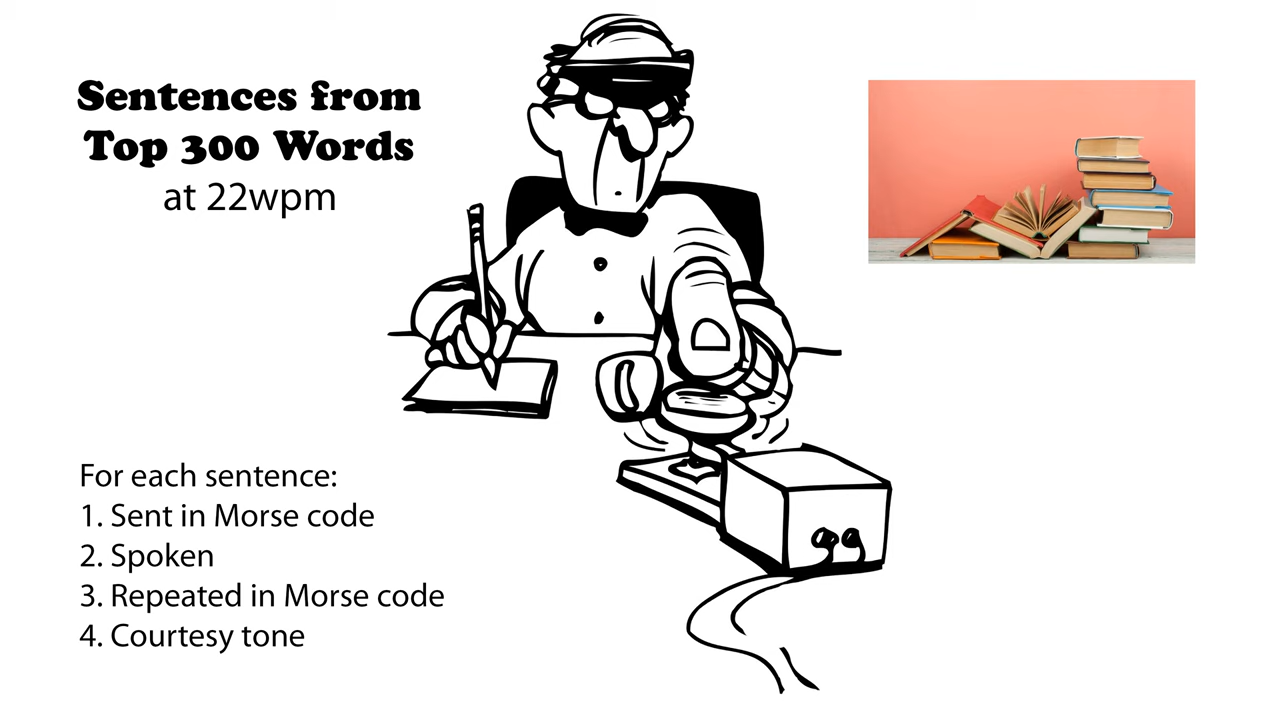 Sentences from
Top 300 Words
at 22wpm
For each sentence:
1. Sent in Morse code
2. Spoken
3. Repeated in Morse code
4. Courtesy tone